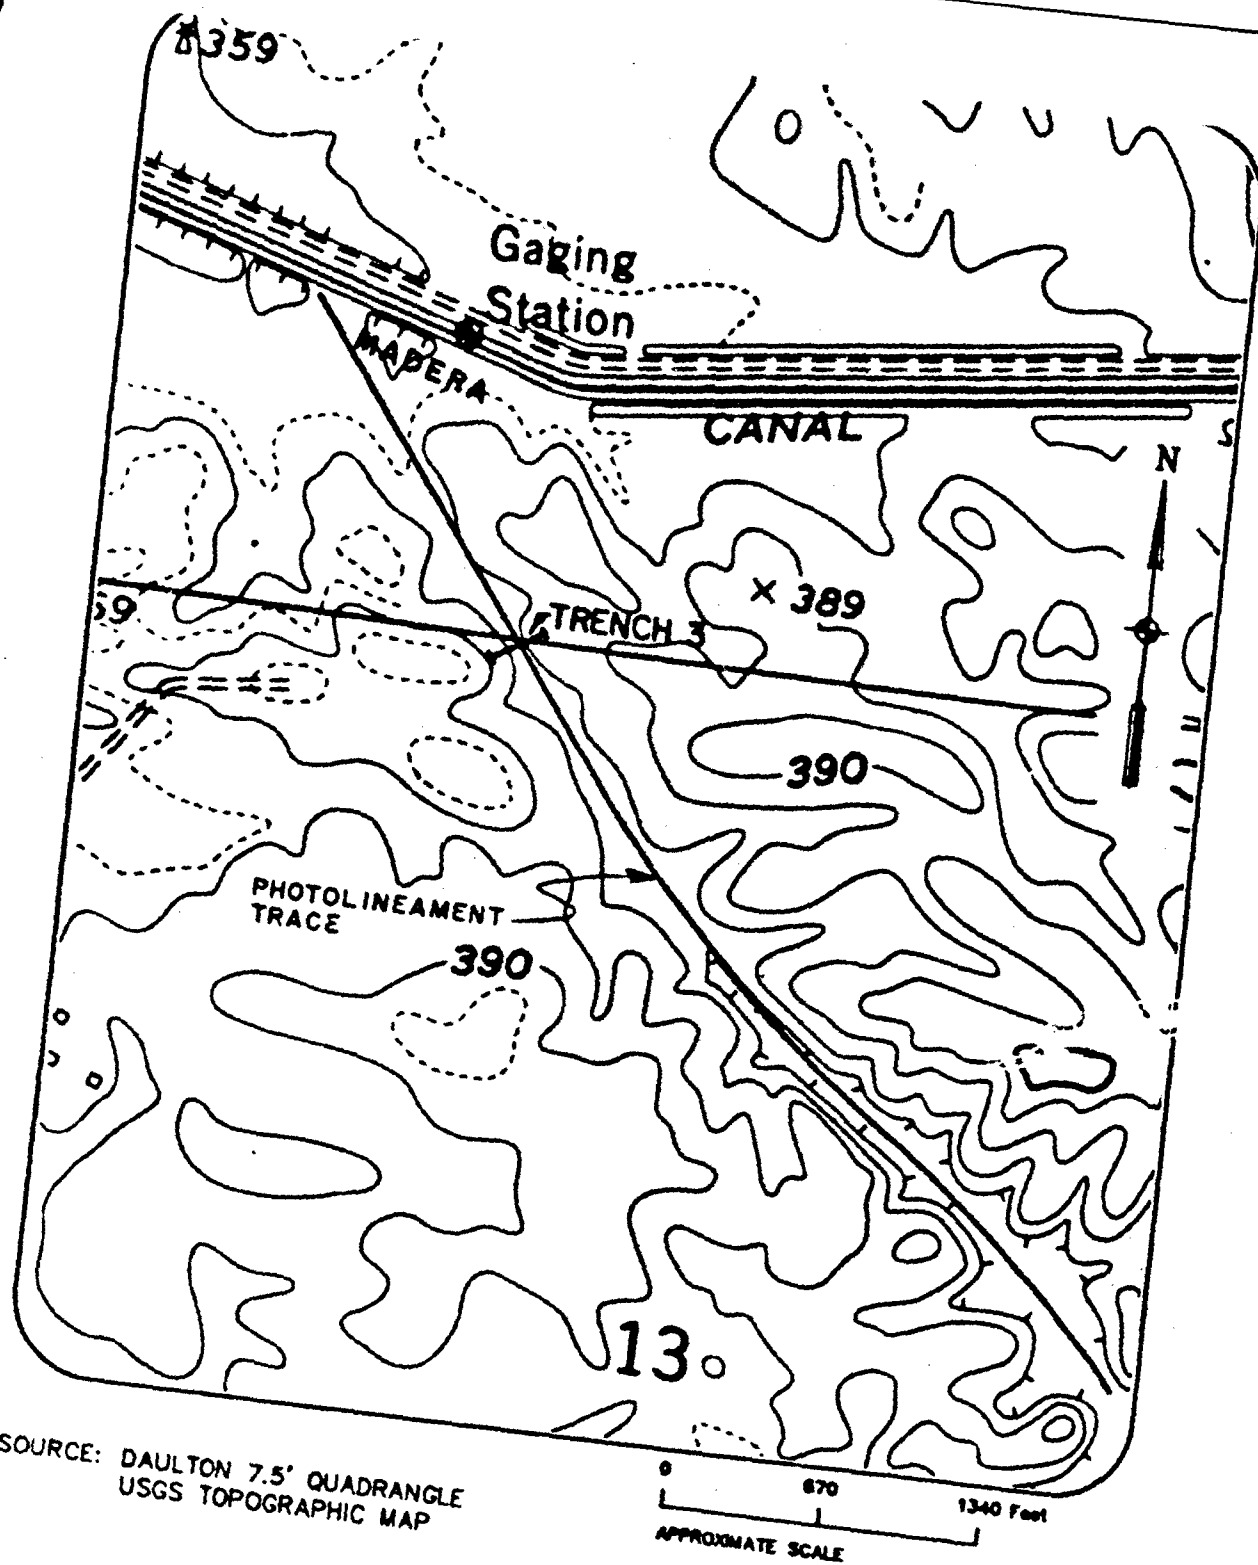 359
Gaging
Station
MADERA
CANAL
N
TRENCH 3
389
390
PHOTOLINEAMENT
TRACE
390
13
SOURCE: DAULTON 7.5' QUADRANGLE
USGS TOPOGRAPHIC MAP
0 670 1340 Feet
APPROXIMATE SCALE